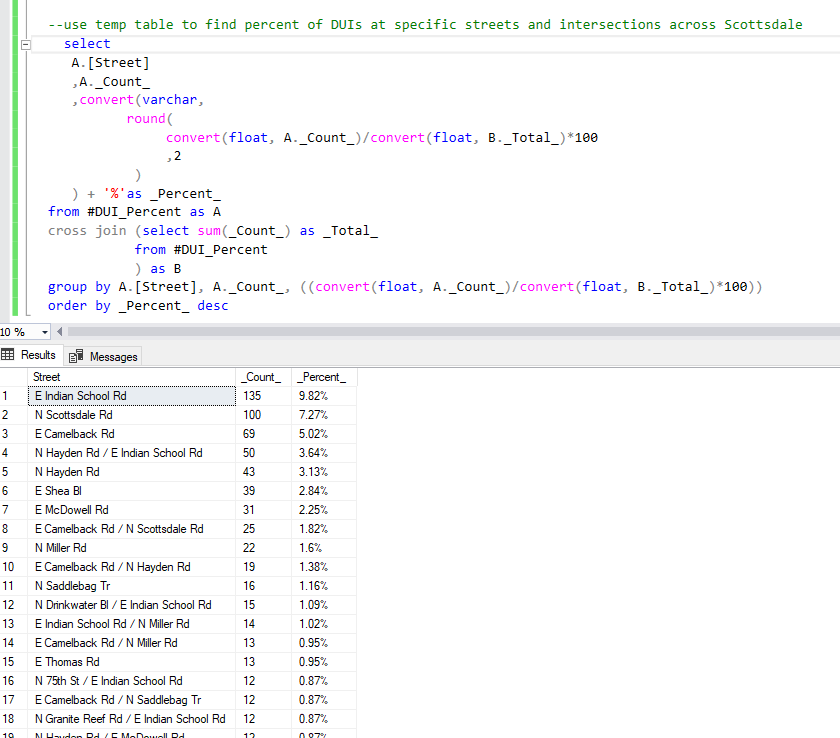 --use temp table to find percent of DUIs at specific streets and intersections across Scottsdale
select
A.[Street]
,A._Count_
,convert(varchar,
round(
convert(float, A._Count_)/convert(float, B._Total_)*100
,2
)
) + '%'as _Percent_
from #DUI_Percent as A
cross join (select sum(_Count_) as _Total_
from #DUI_Percent
) as B
group by A.[Street], A._Count_, ((convert(float, A._Count_)/convert(float, B._Total_)*100))
order by _Percent_ desc
10 %
Results Messages
Street _Count_ _Percent_
1 E Indian School Rd 135 9.82%
2 N Scottsdale Rd 100 7.27%
3 E Camelback Rd 69 5.02%
4 N Hayden Rd / E Indian School Rd 50 3.64%
5 N Hayden Rd 43 3.13%
6 E Shea Bl 39 2.84%
7 E McDowell Rd 31 2.25%
8 E Camelback Rd / N Scottsdale Rd 25 1.82%
9 N Miller Rd 22 1.6%
10 E Camelback Rd / N Hayden Rd 19 1.38%
11 N Saddlebag Tr 16 1.16%
12 N Drinkwater Bl / E Indian School Rd 15 1.09%
13 E Indian School Rd / N Miller Rd 14 1.02%
14 E Camelback Rd / N Miller Rd 13 0.95%
15 E Thomas Rd 13 0.95%
16 N 75th St / E Indian School Rd 12 0.87%
17 E Camelback Rd / N Saddlebag Tr 12 0.87%
18 N Granite Reef Rd / E Indian School Rd 12 0.87%
19 N Hayden Rd / E McDowell Rd 12 0.87%